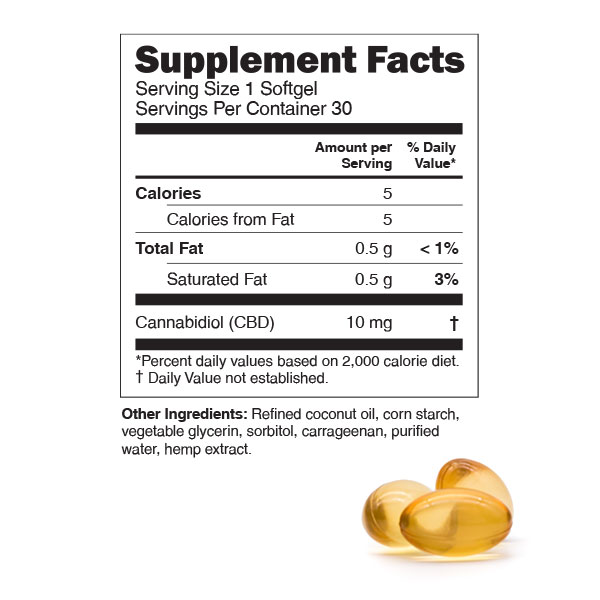 Supplement Facts
Serving Size 1 Softgel
Servings Per Container 30
Amount per Serving % Daily Value*
Calories 5
Calories from Fat 5
Total Fat 0.5 g < 1%
Saturated Fat 0.5 g 3%
Cannabidiol (CBD) 10 mg †
*Percent daily values based on 2,000 calorie diet.
† Daily Value not established.
Other Ingredients: Refined coconut oil, corn starch,
vegetable glycerin, sorbitol, carrageenan, purified
water, hemp extract.